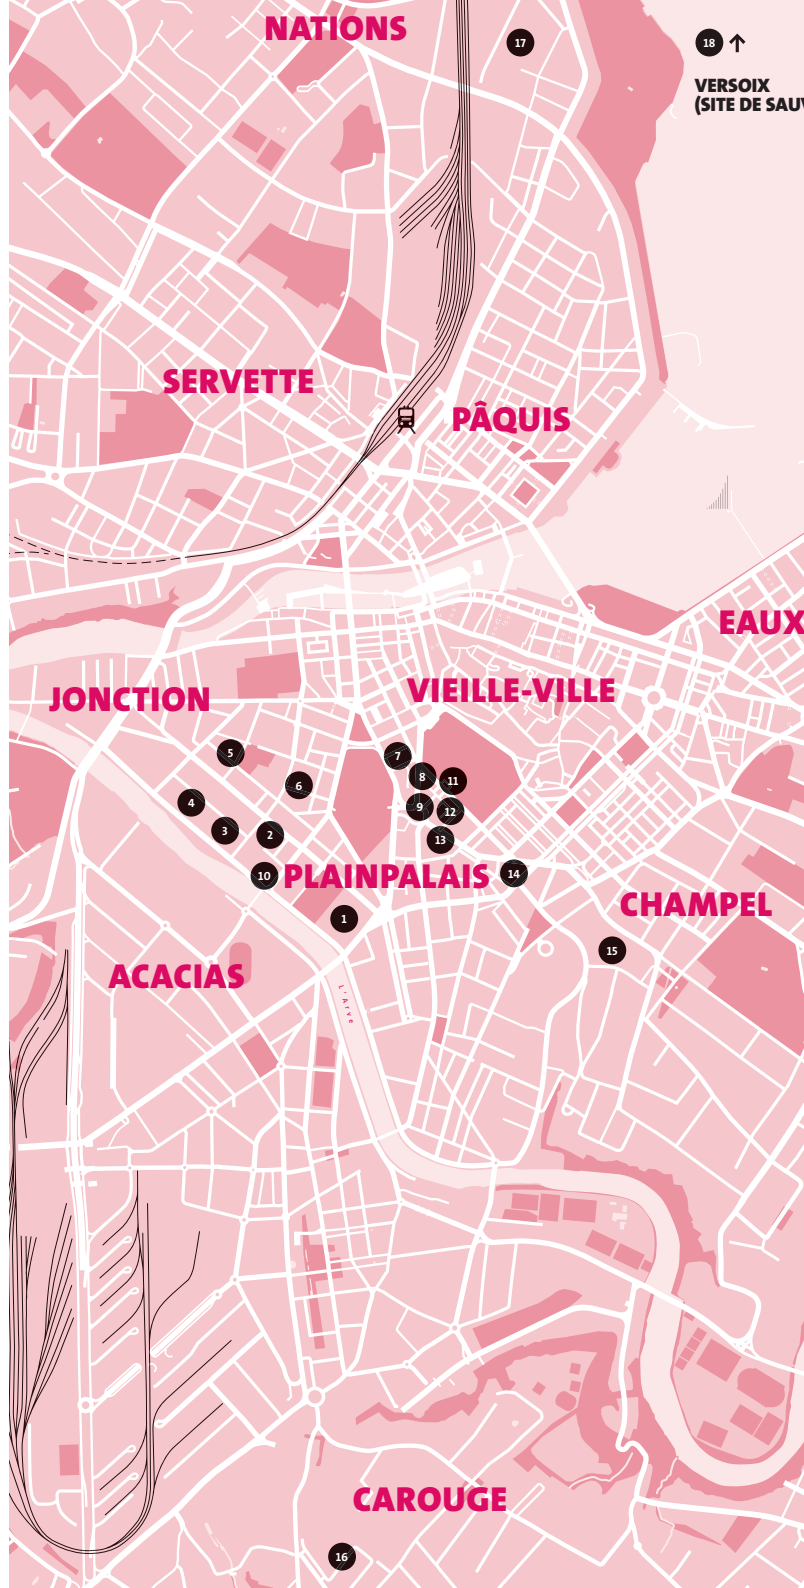 NATIONS
17
18 ↑
VERSOIX
(SITE DE SAUV
SERVETTE
PÂQUIS
EAUX
JONCTION
VIEILLE-VILLE
5
7
8
11
6
4
9
12
3
2
13
10
PLAINPALAIS
14
1
CHAMPEL
15
ACACIAS
L'Arve
CAROUGE
16